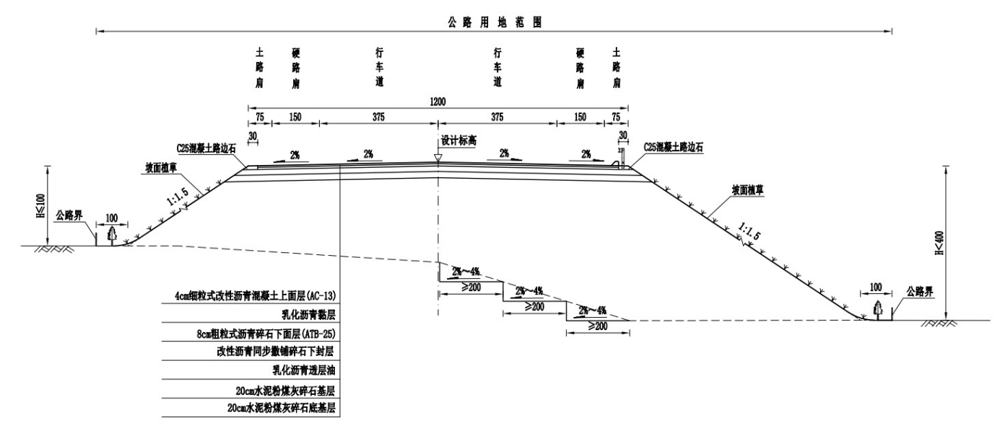 公路用地范围
土路肩 硬路肩 行车道 行车道 硬路肩 土路肩
1200
75 150 375 375 150 75
30 设计标高 30
C25混凝土路边石 2% 2% 2% 2% C25混凝土路边石
坡面植草 坡面植草
1:1.5 1:1.5
H≤100 H<400
公路界 100
100 公路界
2%~4%
≥200
2%~4%
≥200
2%~4%
≥200
4cm细粒式改性沥青混凝土上面层(AC-13)
乳化沥青黏层
8cm粗粒式沥青碎石下面层(ATB-25)
改性沥青同步撒铺碎石下封层
乳化沥青透层油
20cm水泥粉煤灰碎石基层
20cm水泥粉煤灰碎石底基层